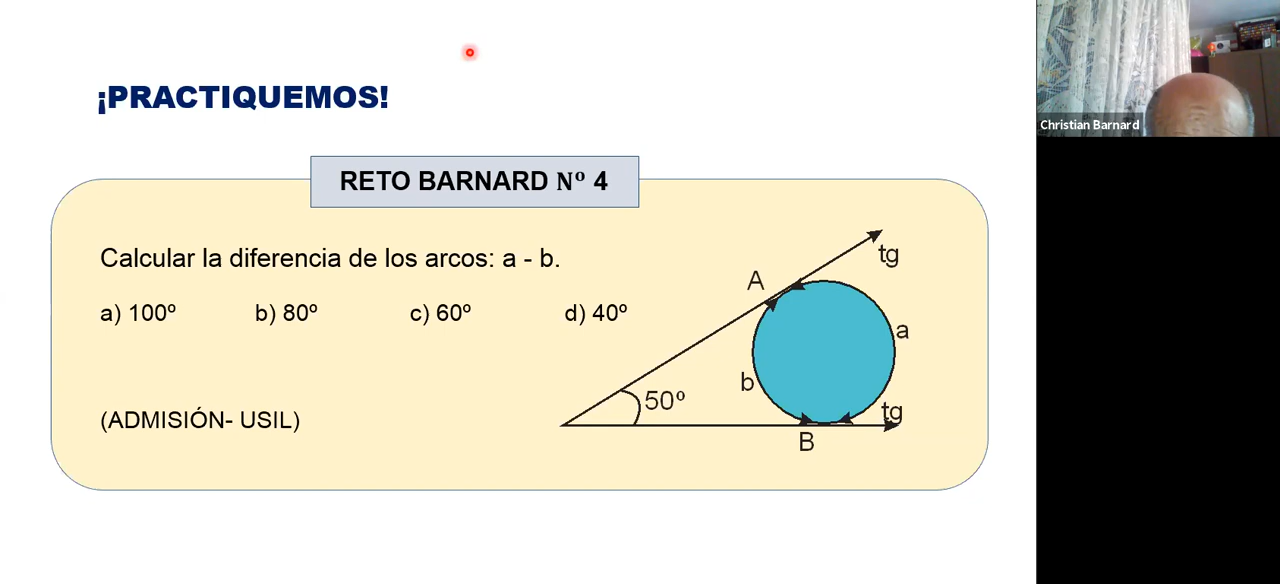 ¡PRACTIQUEMOS!
Christian Barnard
RETO BARNARD Nº 4
Calcular la diferencia de los arcos: a - b.
a) 100º b) 80º c) 60º d) 40º
(ADMISIÓN- USIL)
A
tg
a
b
50º
tg
B